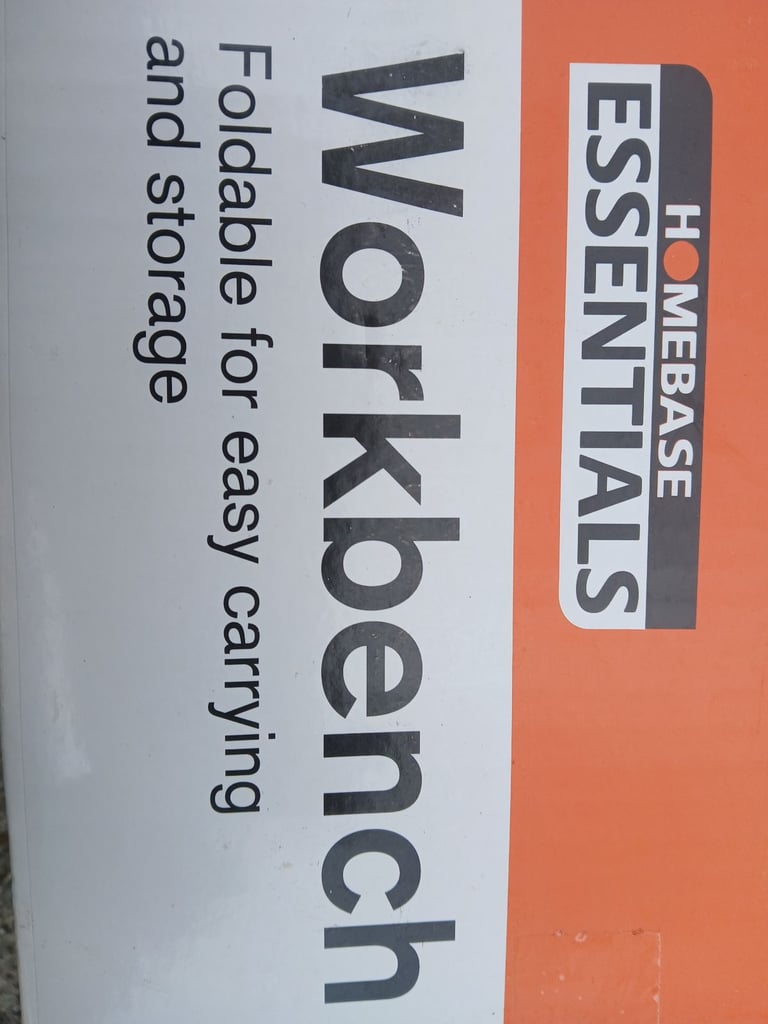 HOMEBASE
ESSENTIALS
Workbench
Foldable for easy carrying
and storage